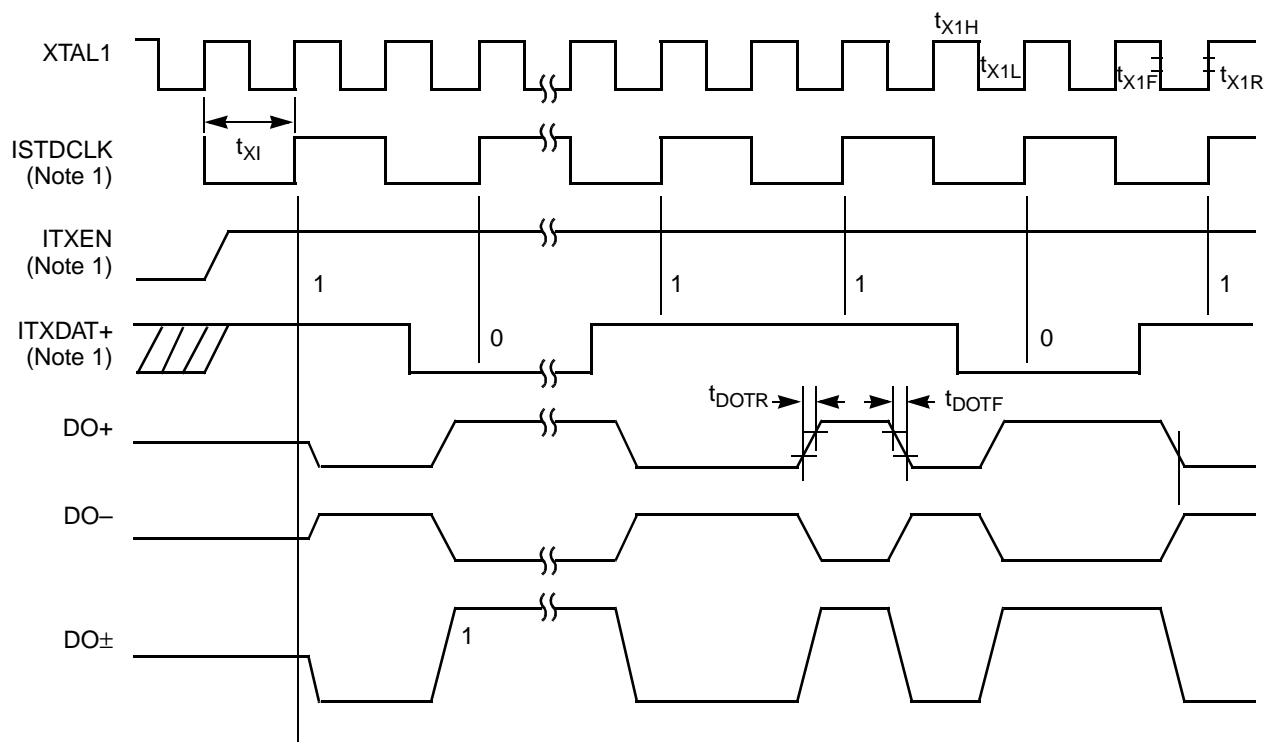 XTAL1
tX1H
tX1L
tX1F
tX1R
tXI
ISTDCLK
(Note 1)
ITXEN
(Note 1)
1
1
1
1
ITXDAT+
(Note 1)
0
0
tDOTR
tDOTF
DO+
DO–
DO±
1